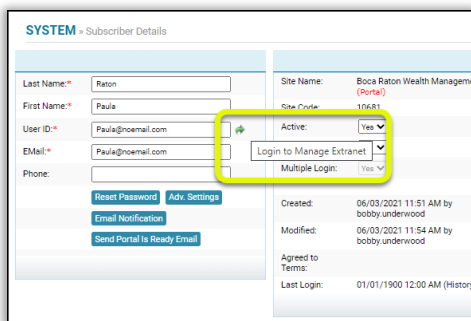 SYSTEM » Subscriber Details
Last Name:* Raton
First Name:* Paula
User ID:* Paula@noemail.com
EMail:* Paula@noemail.com
Phone:
Reset Password Adv. Settings
Email Notification
Send Portal Is Ready Email
Site Name: Boca Raton Wealth Manageme
(Portal)
Site Code: 10681
Active: Yes
Login to Manage Extranet
Multiple Login: Yes
Created: 06/03/2021 11:51 AM by
bobby.underwood
Modified: 06/03/2021 11:54 AM by
bobby.underwood
Agreed to
Terms:
Last Login: 01/01/1900 12:00 AM (History